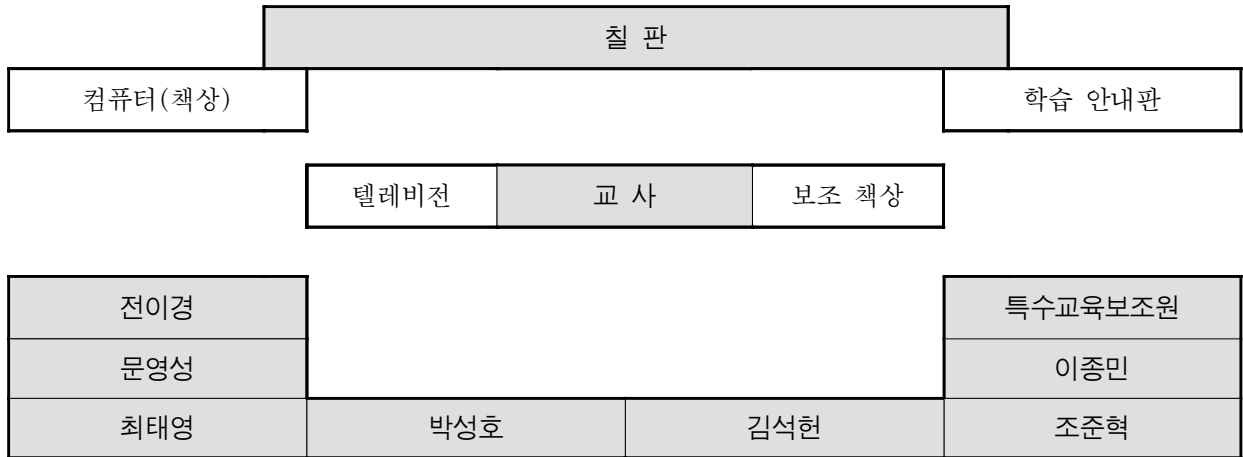 칠 판
컴퓨터(책상) 학습 안내판
텔레비전 교 사 보조 책상
전이경 특수교육보조원
문영성 이종민
최태영 박성호 김석헌 조준혁